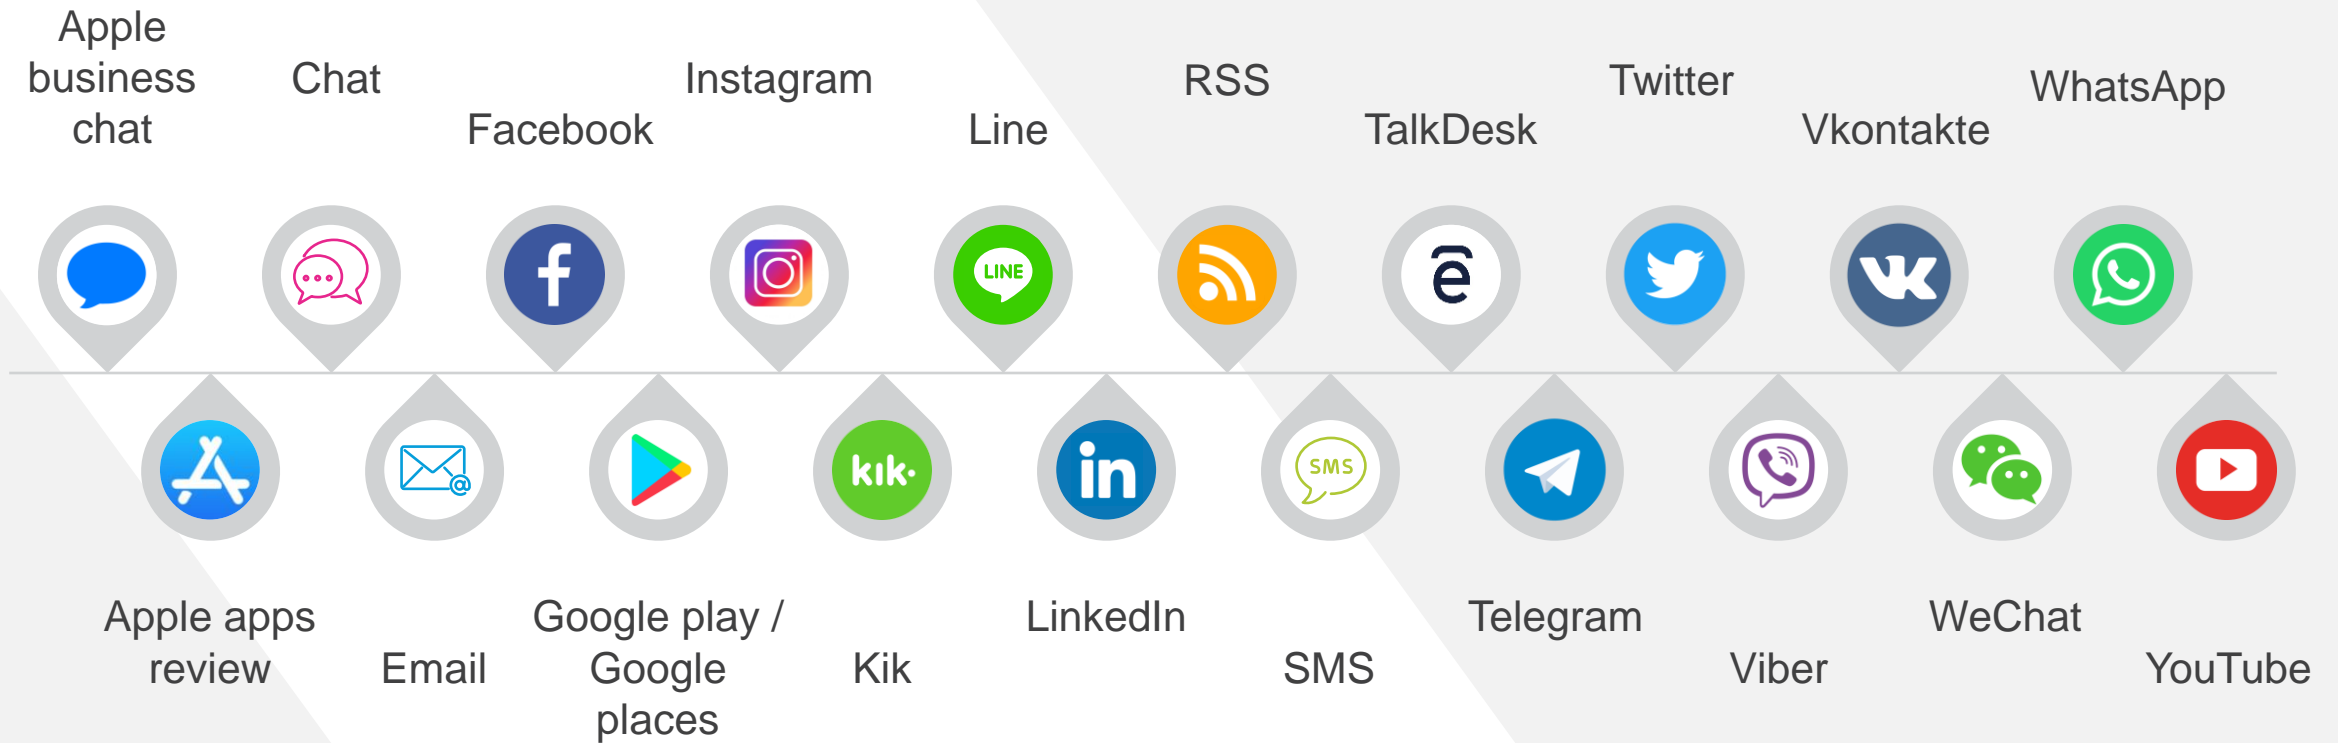 Apple
business
chat
Chat
Facebook
Instagram
Line
RSS
TalkDesk
Twitter
Vkontakte
WhatsApp
LINE
kik·
in
SMS
Apple apps
review
Email
Google play /
Google
places
Kik
LinkedIn
SMS
Telegram
Viber
WeChat
YouTube